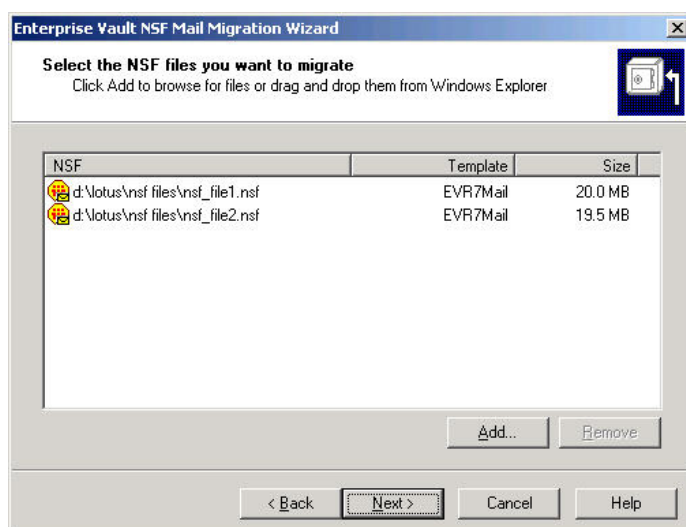 Enterprise Vault NSF Mail Migration Wizard
Select the NSF files you want to migrate
Click Add to browse for files or drag and drop them from Windows Explorer
NSF Template Size
d:\lotus\nsf files\nsf_file1.nsf EVR7Mail 20.0 MB
d:\lotus\nsf files\nsf_file2.nsf EVR7Mail 19.5 MB
Add... Remove
< Back Next > Cancel Help